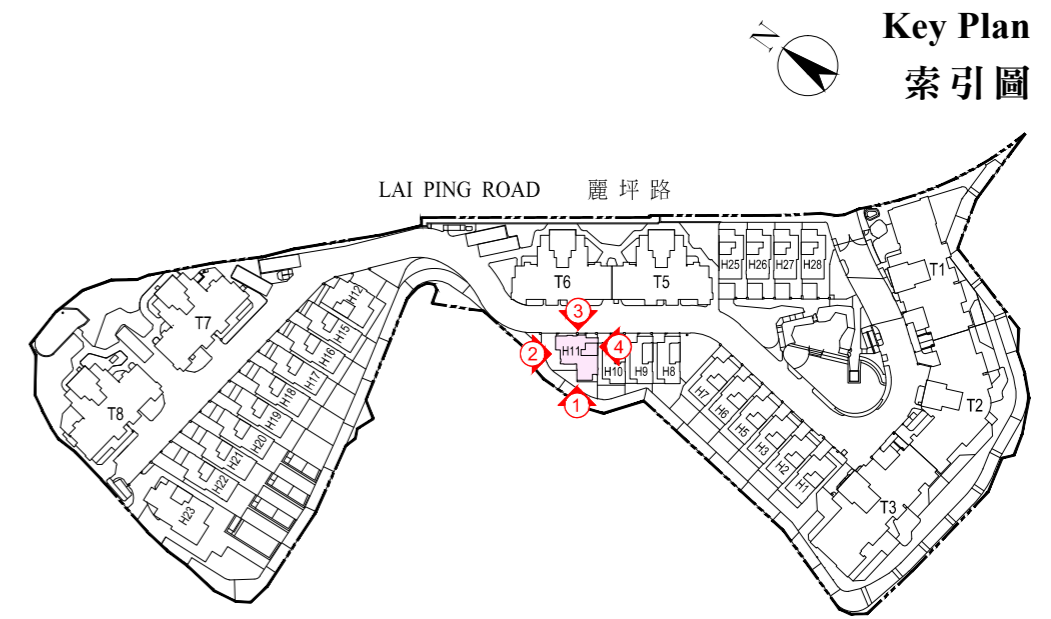 N
Key Plan
索引圖
LAI PING ROAD 麗坪路
T6
T5
H25
H26
H27
H28
T1
T7
H12
H15
H16
H17
H18
H19
H20
H21
H22
H23
T8
3
2
H11
4
1
H10
H9
H8
H7
H6
H5
H3
H2
H1
T2
T3